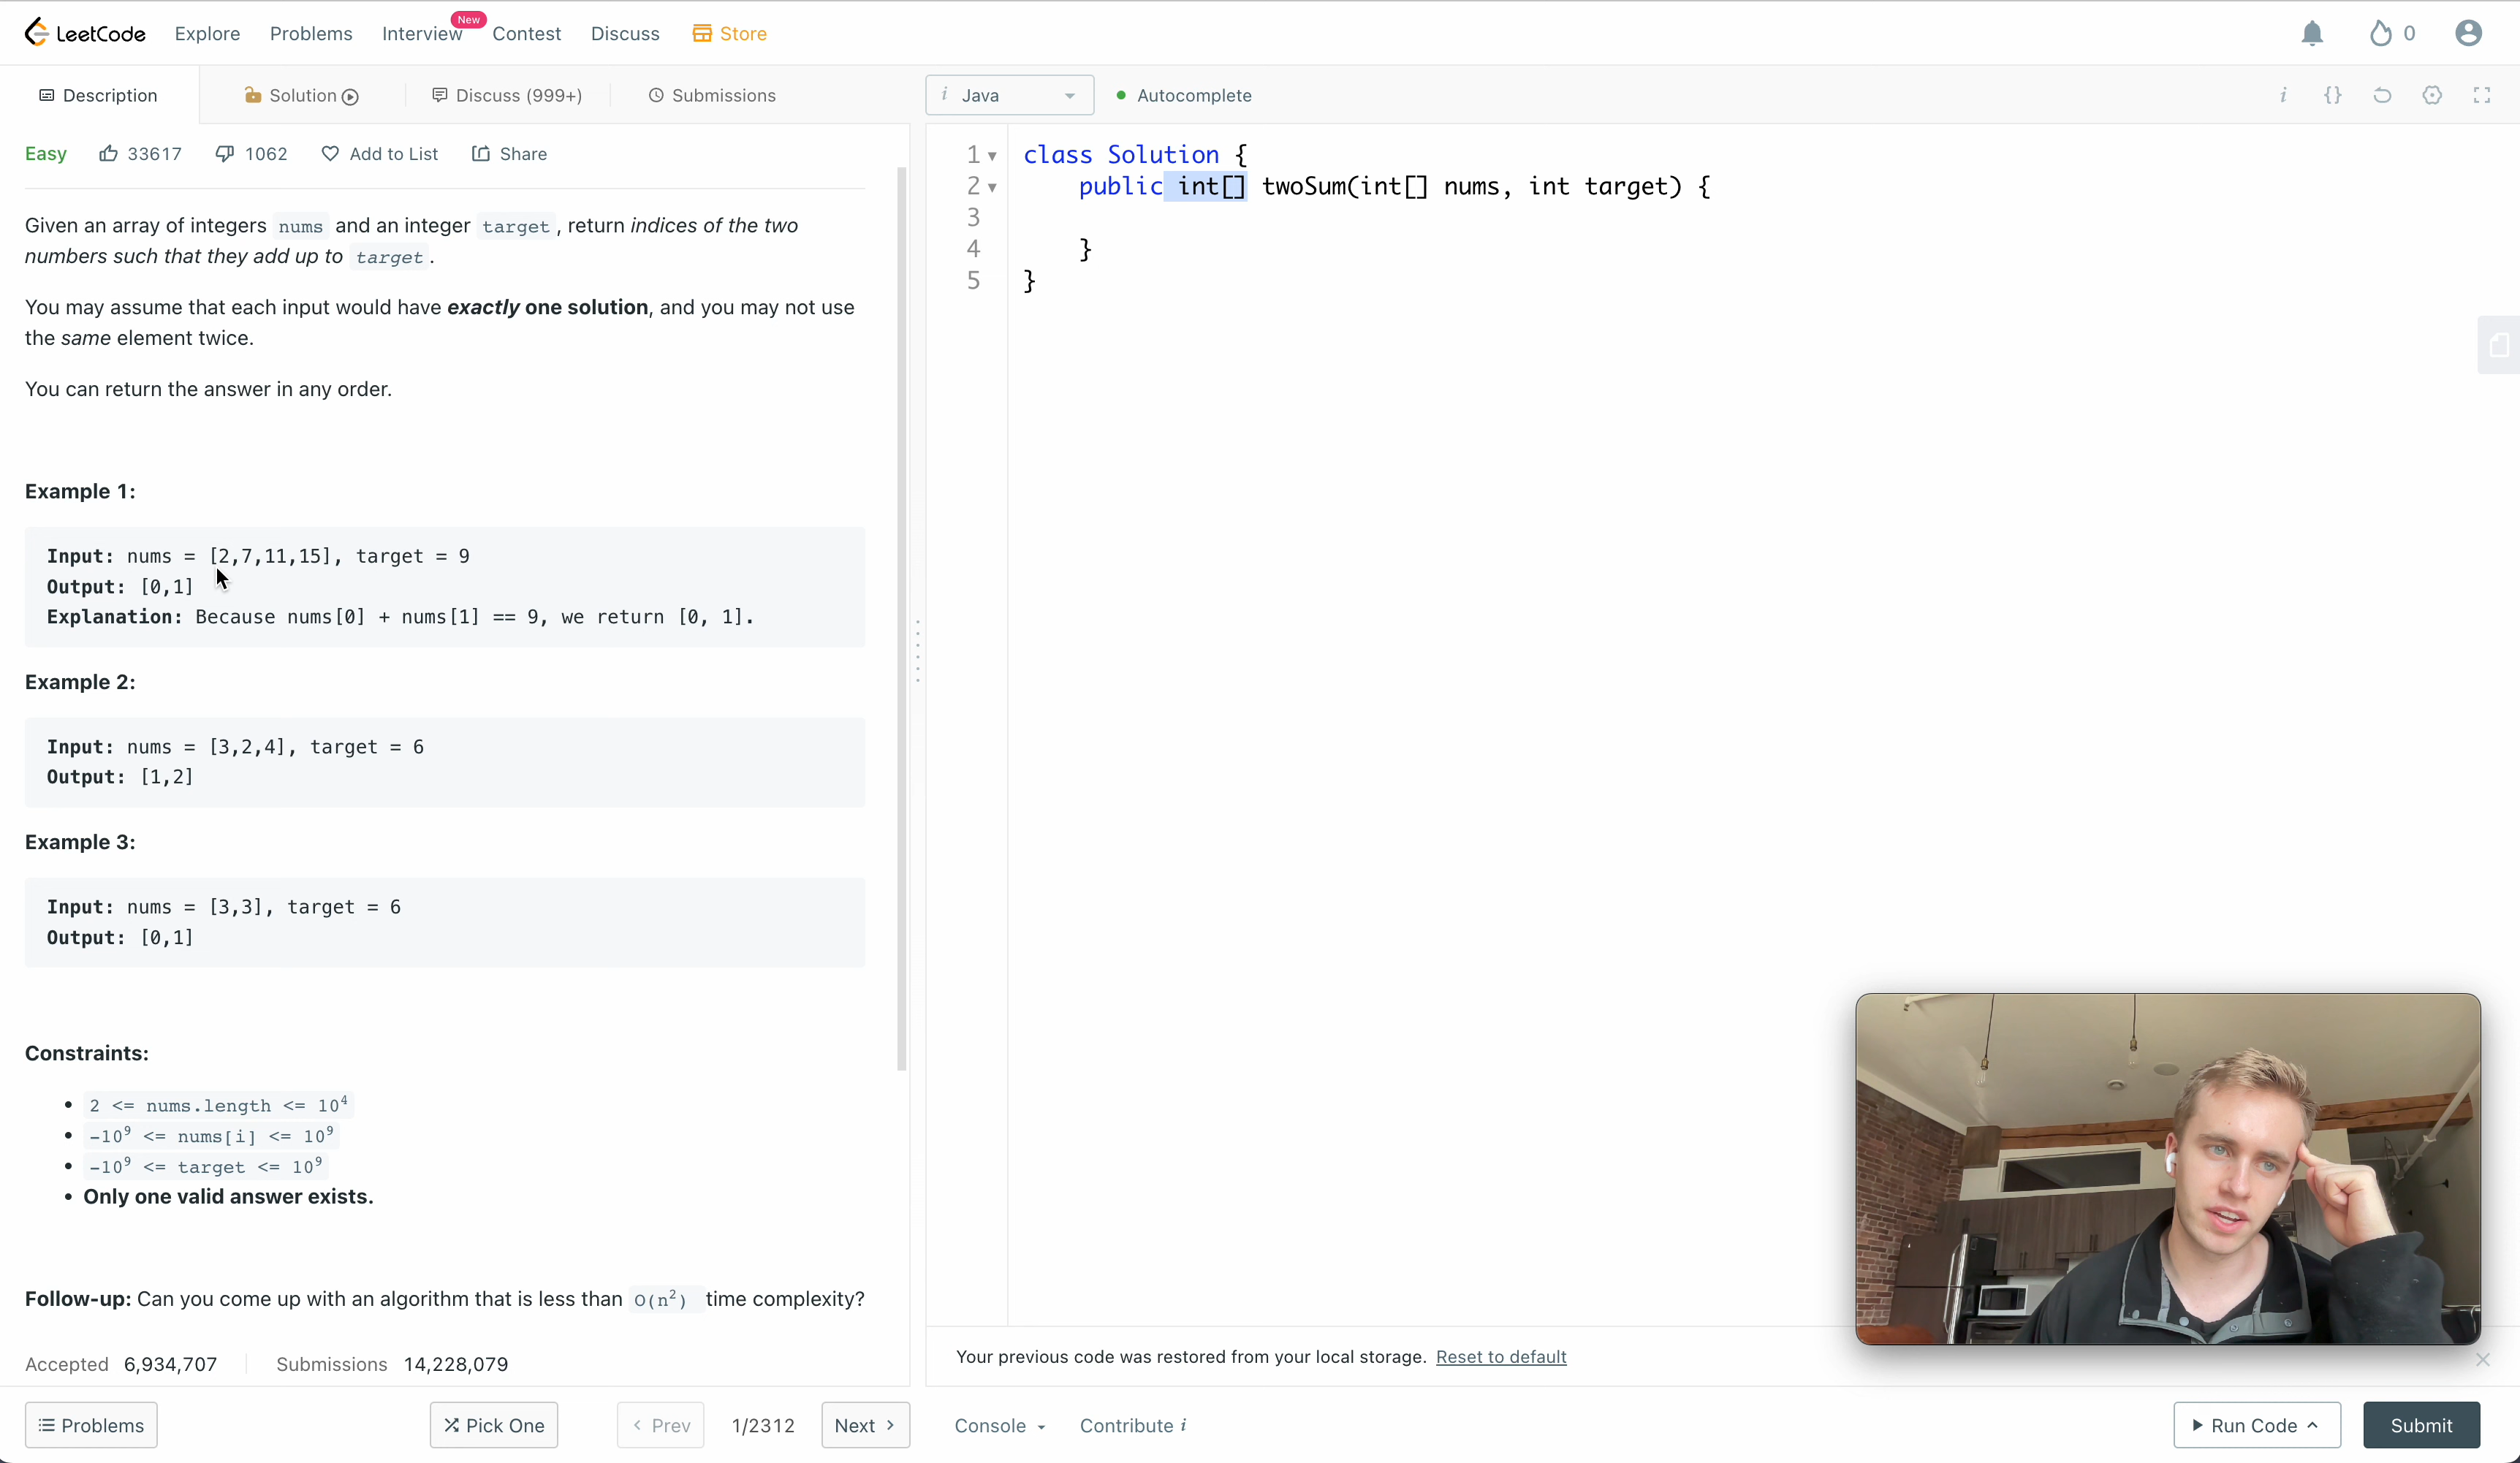 LeetCode Explore Problems Interview New Contest Discuss Store 0
Description Solution Discuss (999+) Submissions i Java Autocomplete i {}
Easy 33617 1062 Add to List Share
Given an array of integers nums and an integer target, return indices of the two
numbers such that they add up to target.
You may assume that each input would have exactly one solution, and you may not use
the same element twice.
You can return the answer in any order.
Example 1:
Input: nums = [2,7,11,15], target = 9
Output: [0,1]
Explanation: Because nums[0] + nums[1] == 9, we return [0, 1].
Example 2:
Input: nums = [3,2,4], target = 6
Output: [1,2]
Example 3:
Input: nums = [3,3], target = 6
Output: [0,1]
Constraints:
• 2 <= nums.length <= 10⁴
• -10⁹ <= nums[i] <= 10⁹
• -10⁹ <= target <= 10⁹
• Only one valid answer exists.
Follow-up: Can you come up with an algorithm that is less than O(n²) time complexity?
Accepted 6,934,707 Submissions 14,228,079
Problems Pick One < Prev 1/2312 Next >
1 class Solution {
2 public int[] twoSum(int[] nums, int target) {
3
4 }
5 }
Your previous code was restored from your local storage. Reset to default
Console Contribute i Run Code Submit